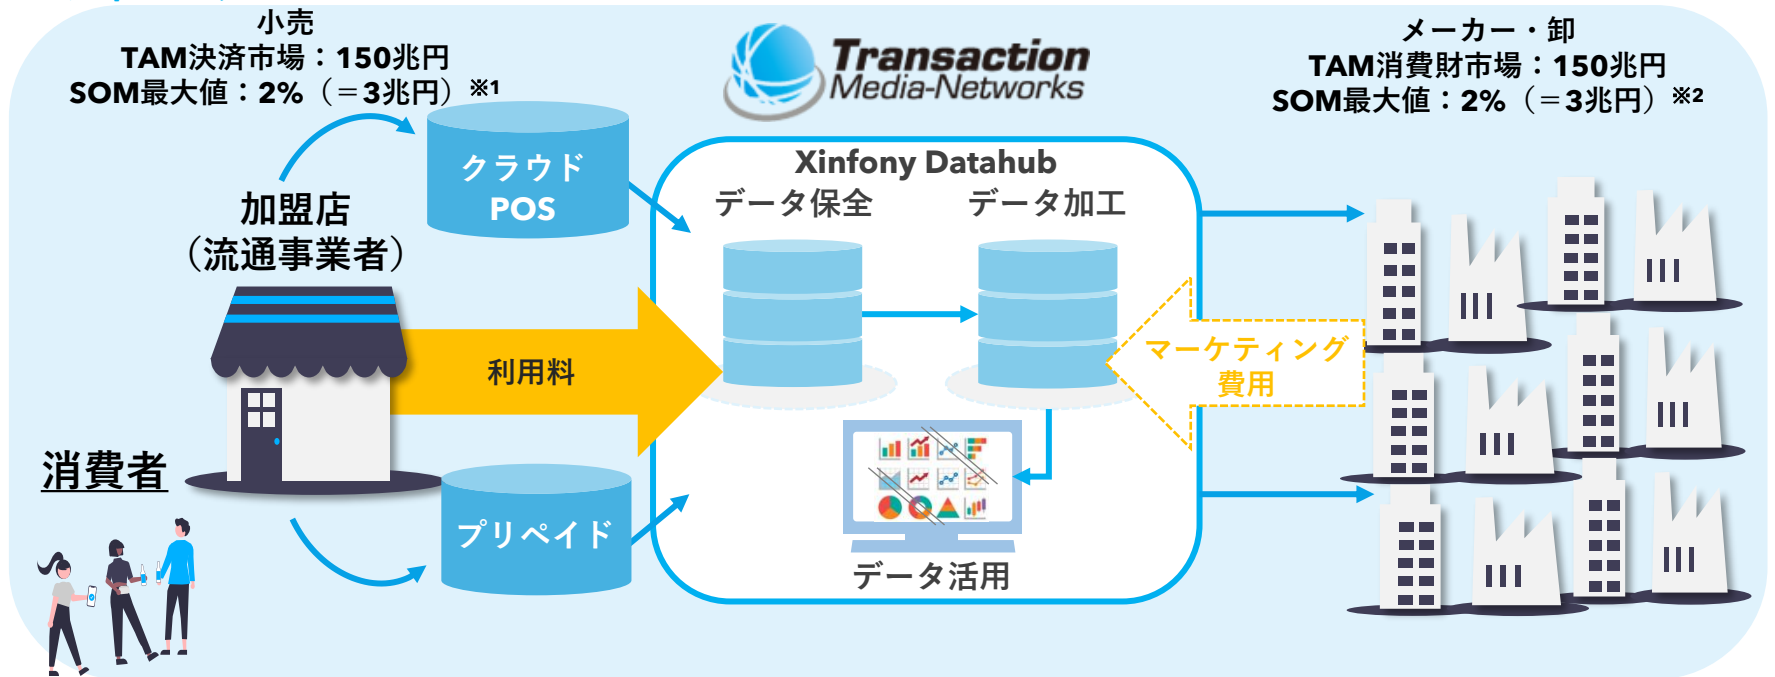 小売
TAM決済市場：150兆円
SOM最大値：2%（＝3兆円）※1
Transaction
Media-Networks
メーカー・卸
TAM消費財市場：150兆円
SOM最大値：2%（＝3兆円）※2
クラウド
POS
加盟店
（流通事業者）
Xinfony Datahub
データ保全
データ加工
利用料
マーケティング
費用
消費者
プリペイド
データ活用